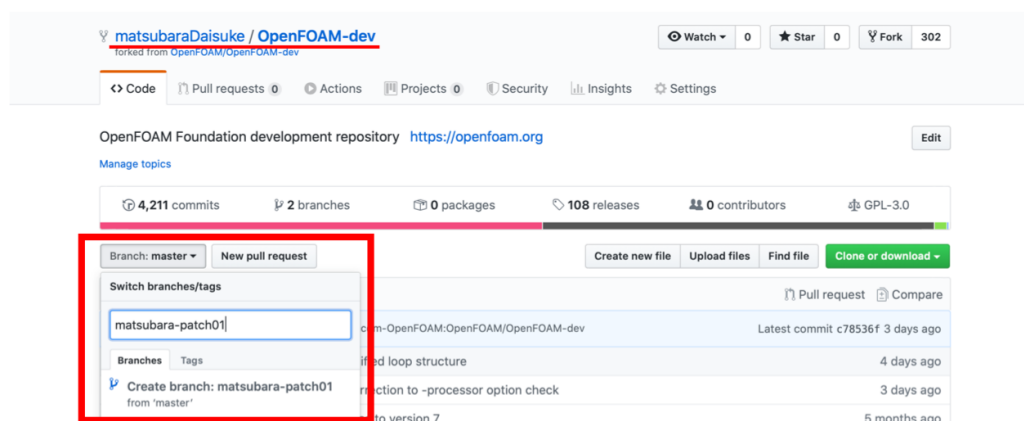 matsubaraDaisuke / OpenFOAM-dev
forked from OpenFOAM/OpenFOAM-dev
Watch 0 Star 0 Fork 302
Code Pull requests 0 Actions Projects 0 Security Insights Settings
OpenFOAM Foundation development repository https://openfoam.org
Edit
Manage topics
4,211 commits 2 branches 0 packages 108 releases 0 contributors GPL-3.0
Branch: master New pull request Create new file Upload files Find file Clone or download
Switch branches/tags
Pull request Compare
matsubara-patch01
com-OpenFOAM:OpenFOAM/OpenFOAM-dev Latest commit c78536f 3 days ago
Branches Tags
loop structure 4 days ago
Create branch: matsubara-patch01
from 'master'
to -processor option check 3 days ago
to version 7 5 months ago